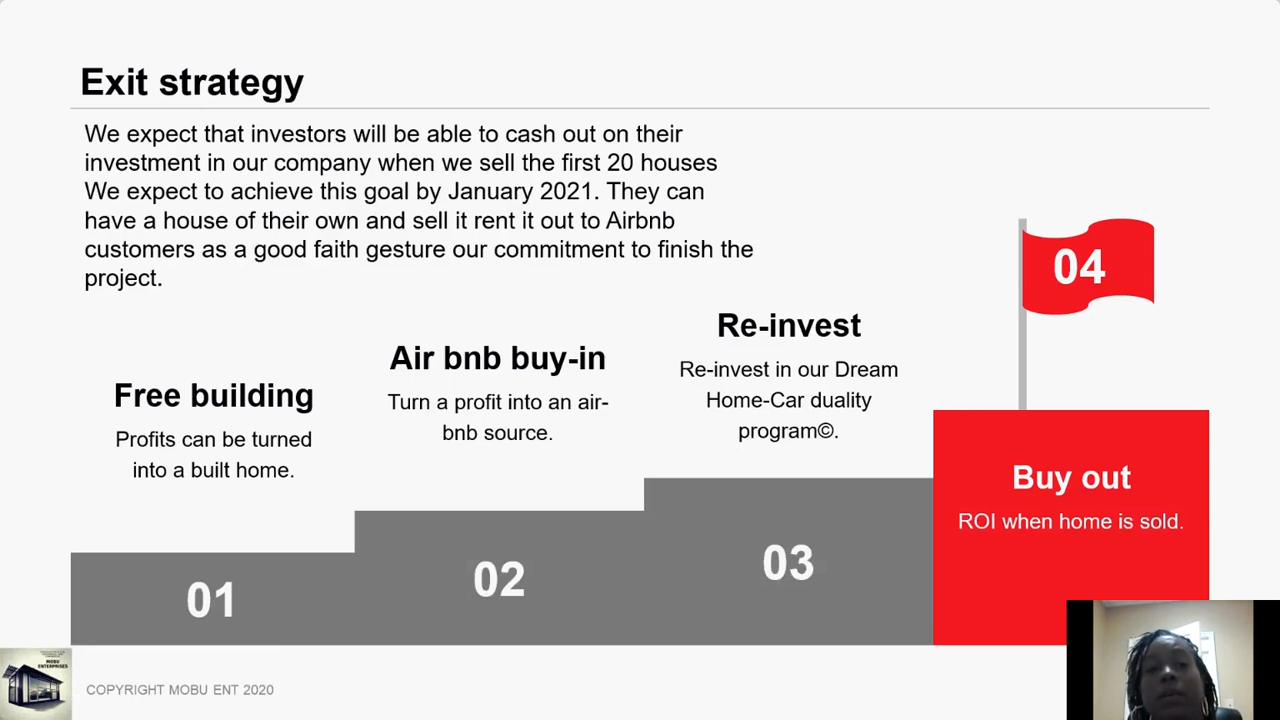 Exit strategy
We expect that investors will be able to cash out on their
investment in our company when we sell the first 20 houses
We expect to achieve this goal by January 2021. They can
have a house of their own and sell it rent it out to Airbnb
customers as a good faith gesture our commitment to finish the
project.
04
Re-invest
Re-invest in our Dream
Home-Car duality
program©.
Air bnb buy-in
Turn a profit into an air-
bnb source.
Free building
Profits can be turned
into a built home.
Buy out
ROI when home is sold.
01
02
03
MOBU
ENTERPRISES
COPYRIGHT MOBU ENT 2020